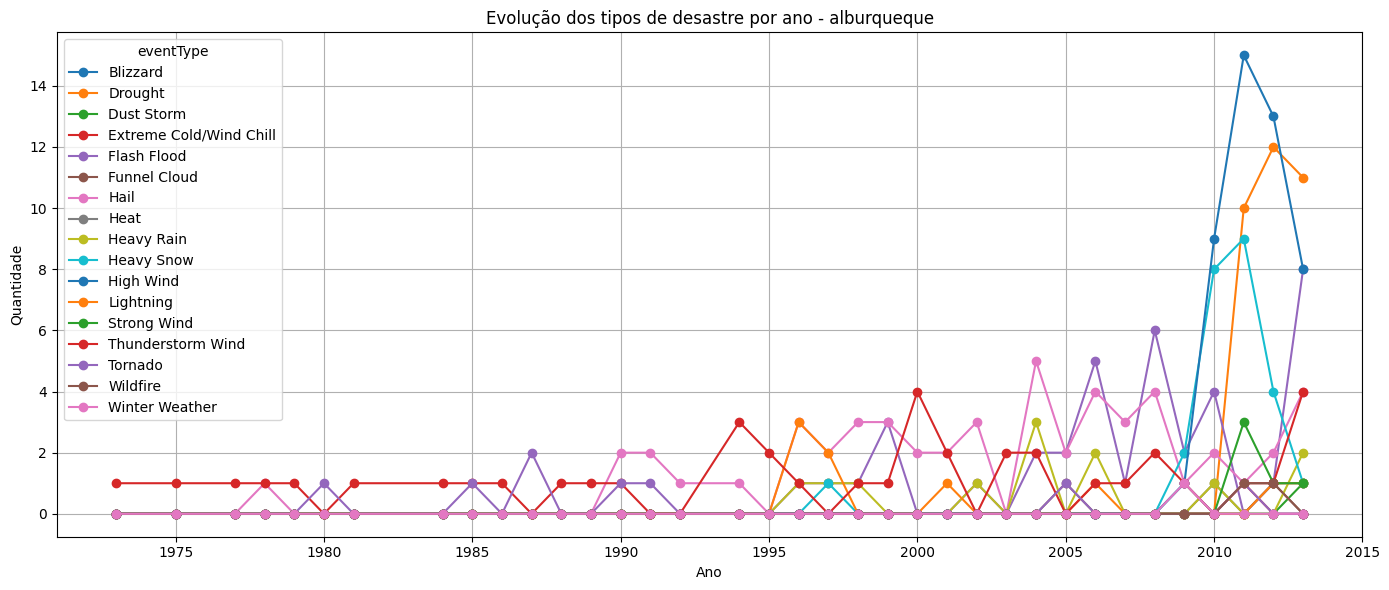 Evolução dos tipos de desastre por ano - alburqueque
eventType
Blizzard
Drought
Dust Storm
Extreme Cold/Wind Chill
Flash Flood
Funnel Cloud
Hail
Heat
Heavy Rain
Heavy Snow
High Wind
Lightning
Strong Wind
Thunderstorm Wind
Tornado
Wildfire
Winter Weather
Quantidade
14
12
10
8
6
4
2
0
1975 1980 1985 1990 1995 2000 2005 2010 2015
Ano